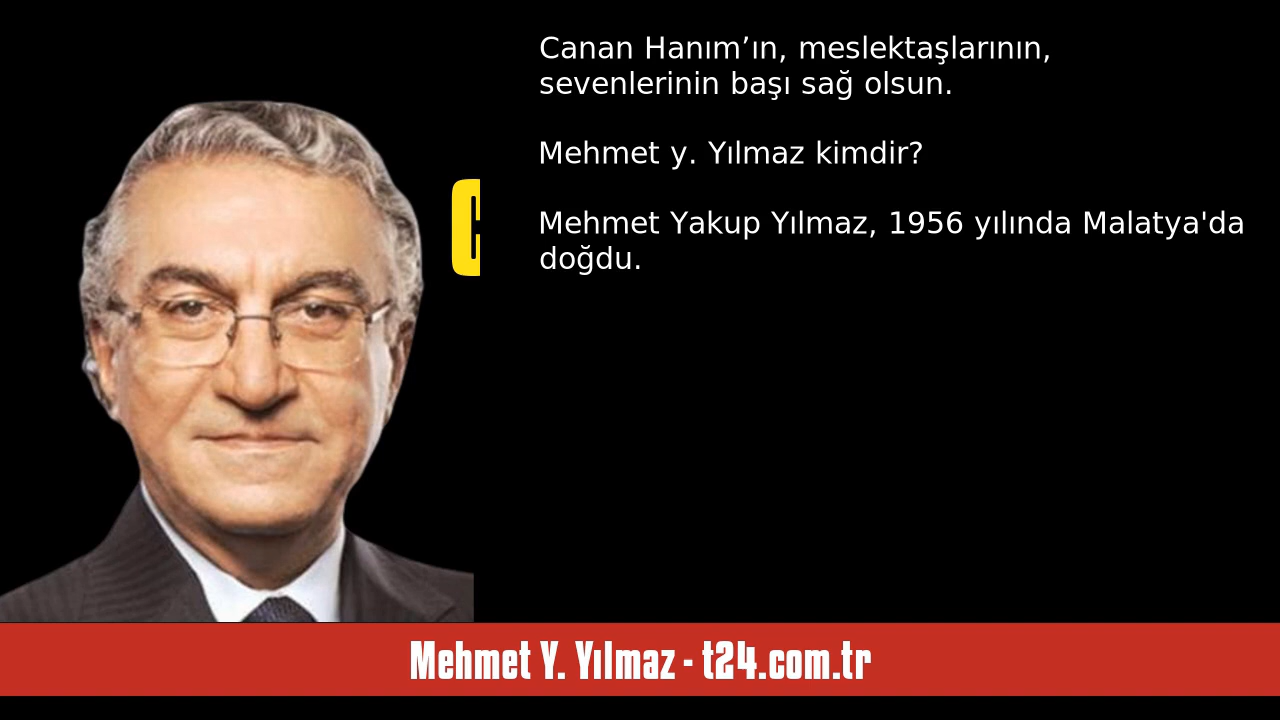 Canan Hanım’ın, meslektaşlarının,
sevenlerinin başı sağ olsun.
Mehmet y. Yılmaz kimdir?
Mehmet Yakup Yılmaz, 1956 yılında Malatya'da
doğdu.
Mehmet Y. Yılmaz - t24.com.tr